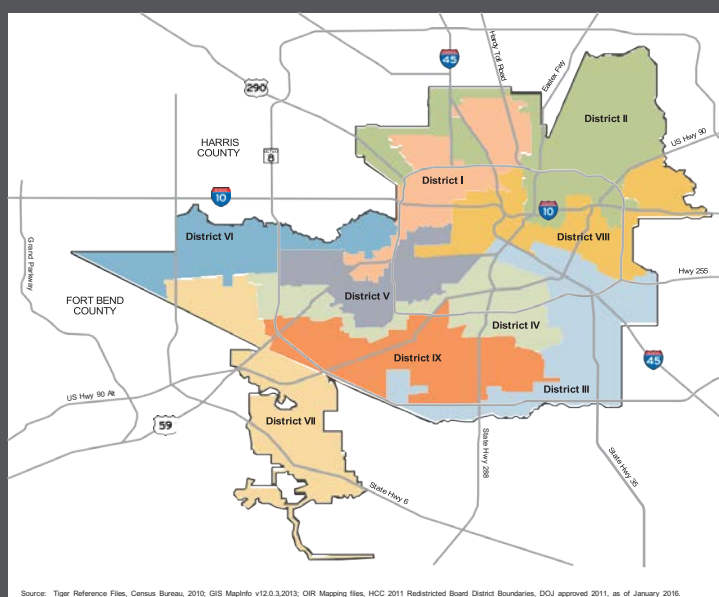 45
Hardy Toll Road
Eastex Fwy
290
District II
US Hwy 90
HARRIS
COUNTY
8
District I
10
10
District VI
District VIII
Grand Parkway
Hwy 255
District V
FORT BEND
COUNTY
District IV
District IX
45
District III
US Hwy 90 Alt
59
District VII
State Hwy 288
State Hwy 35
State Hwy 6
Source: Tiger Reference Files, Census Bureau, 2010; GIS MapInfo v12.0.3,2013; OIR Mapping files, HCC 2011 Redistricted Board District Boundaries, DOJ approved 2011, as of January 2016.